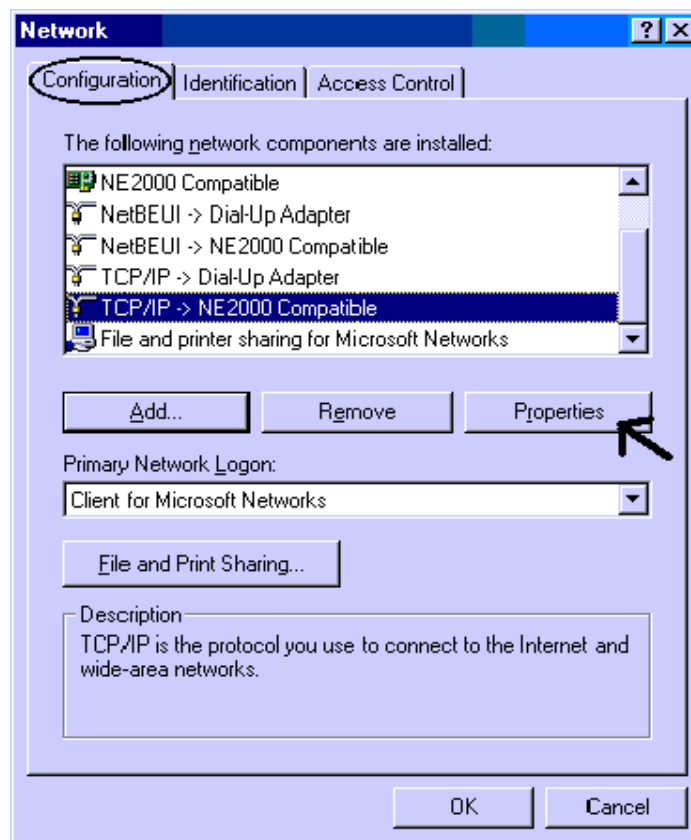 Network
Configuration Identification Access Control
The following network components are installed:
NE2000 Compatible
NetBEUI -> Dial-Up Adapter
NetBEUI -> NE2000 Compatible
TCP/IP -> Dial-Up Adapter
TCP/IP -> NE2000 Compatible
File and printer sharing for Microsoft Networks
Add... Remove Properties
Primary Network Logon:
Client for Microsoft Networks
File and Print Sharing...
Description
TCP/IP is the protocol you use to connect to the Internet and
wide-area networks.
OK Cancel